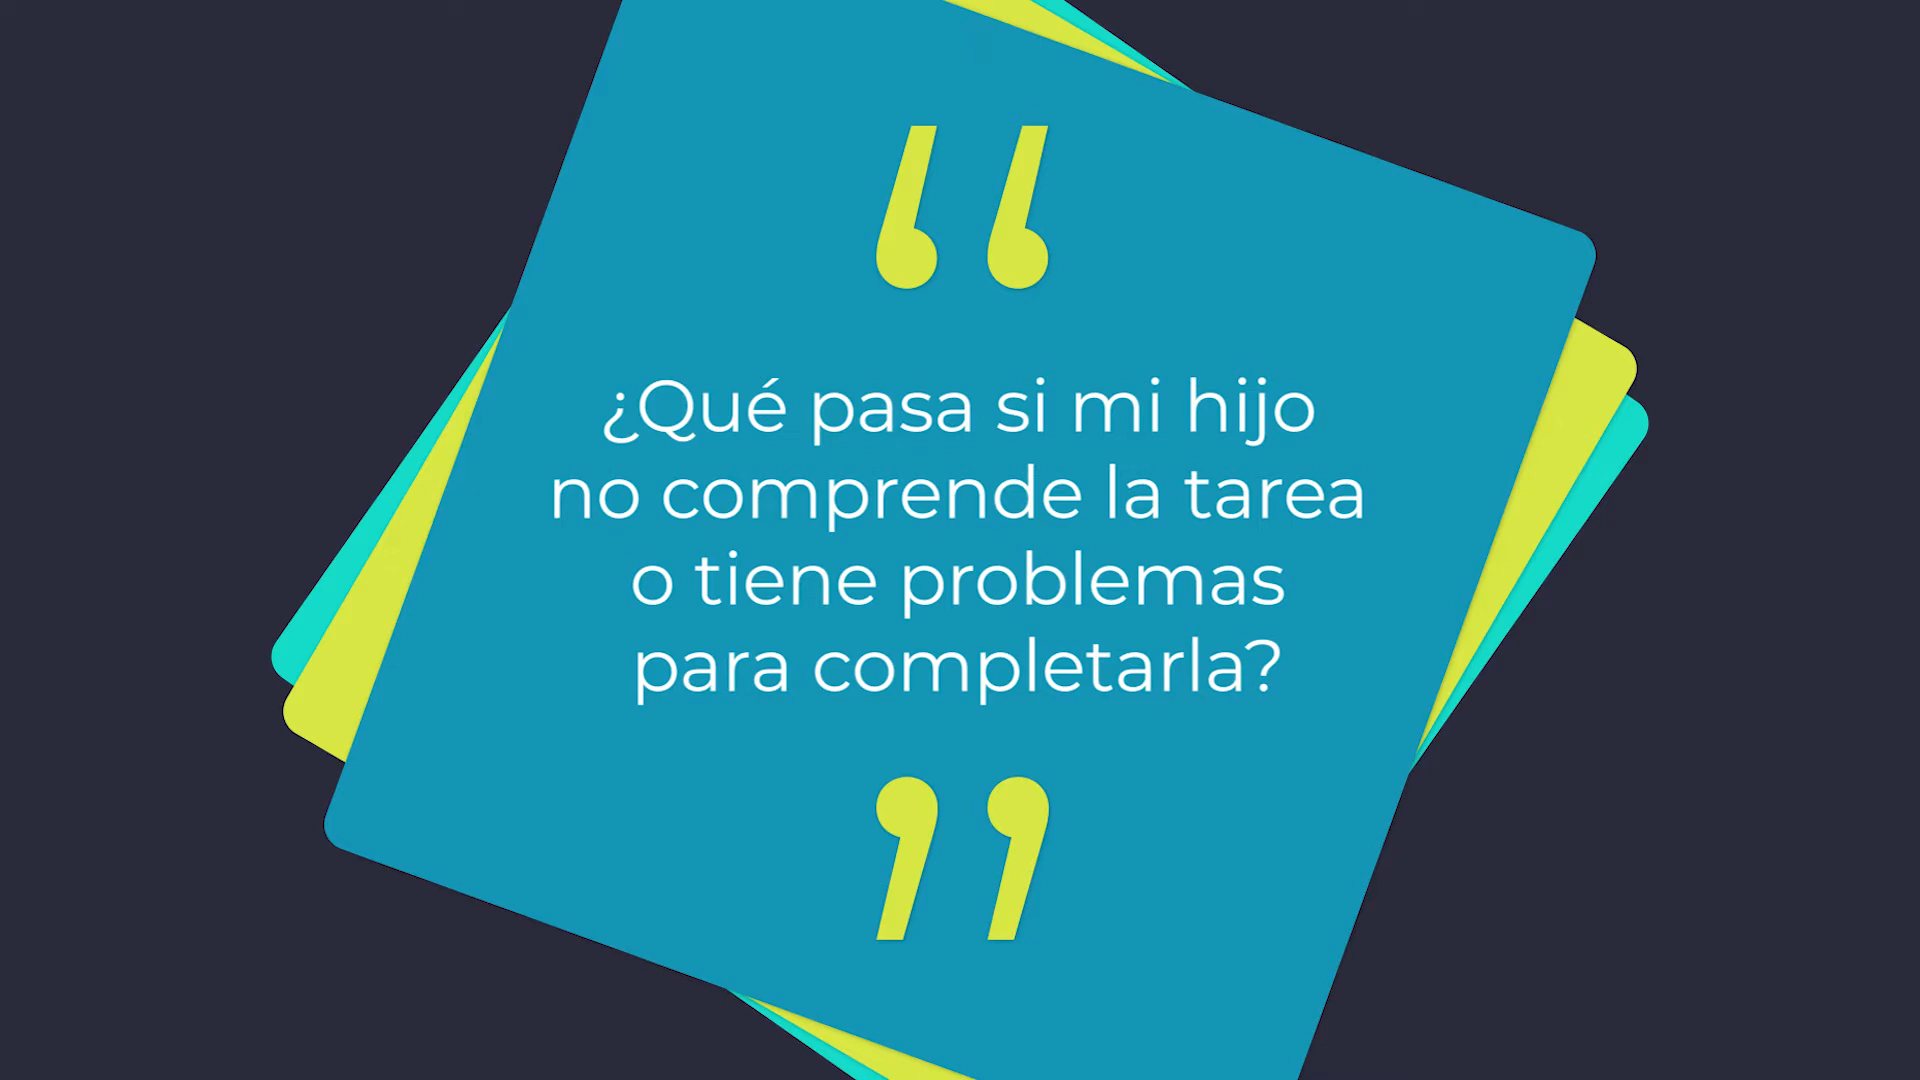 “
¿Qué pasa si mi hijo
no comprende la tarea
o tiene problemas
para completarla?
”